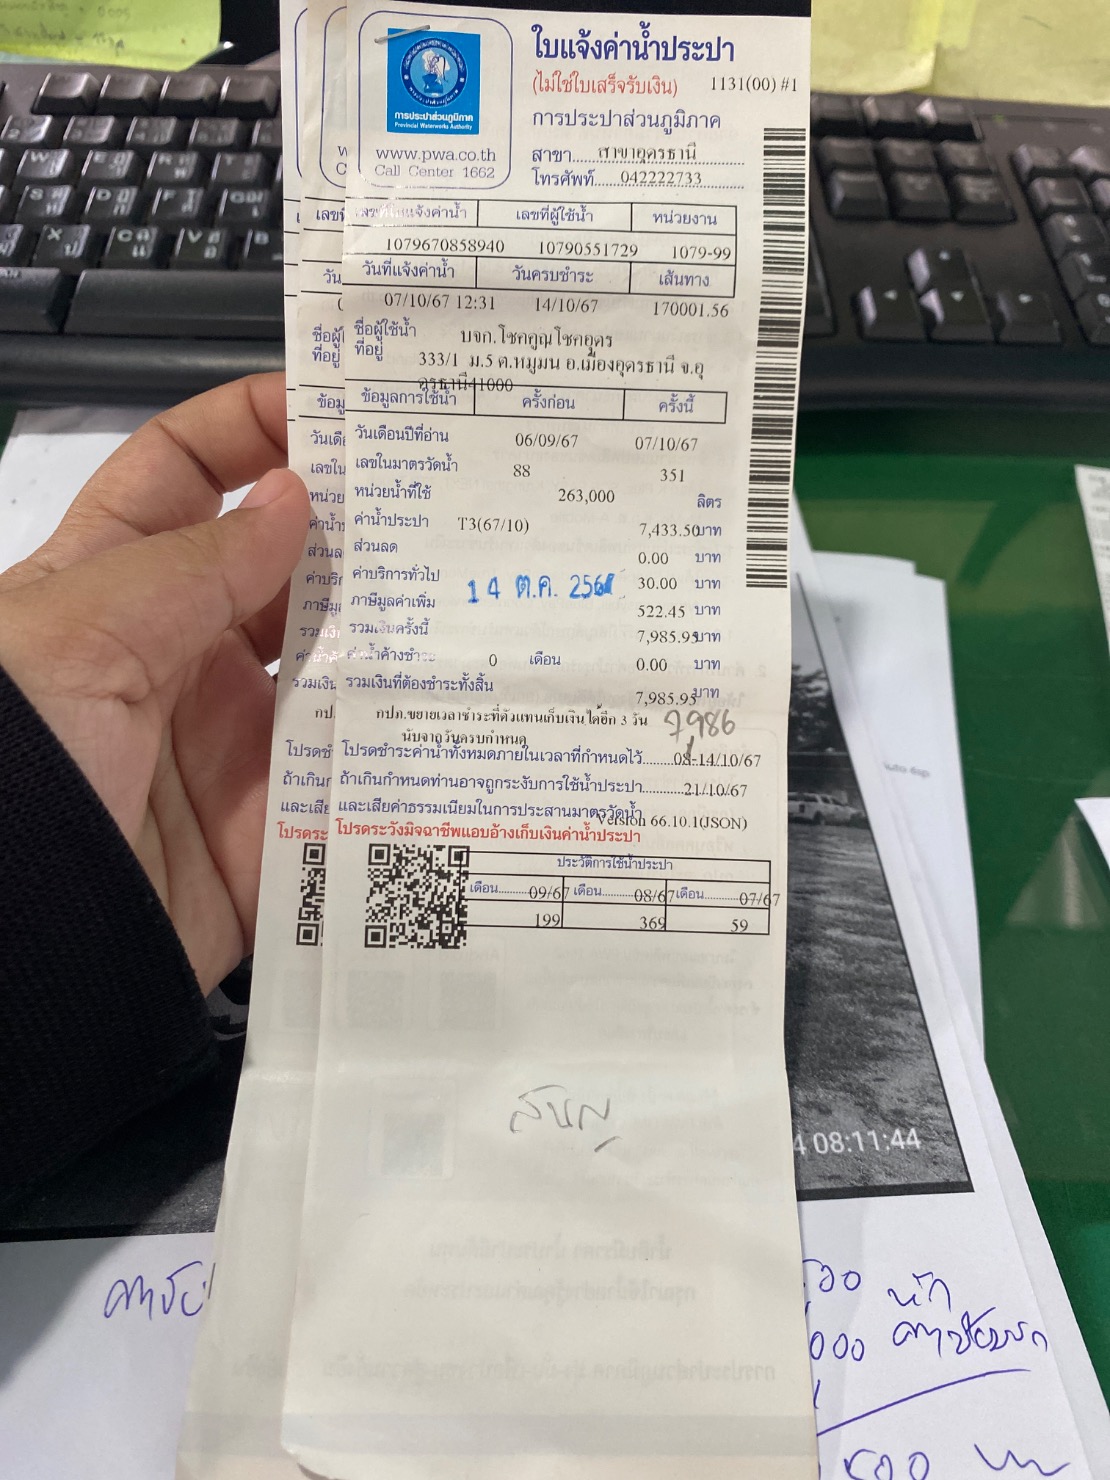 ใบแจ้งค่าน้ำประปา
(ไม่ใช่ใบเสร็จรับเงิน) 1131(00) #1
การประปาส่วนภูมิภาค
การประปาส่วนภูมิภาค
Provincial Waterworks Authority
www.pwa.co.th
Call Center 1662
สาขา สาขาอุดรธานี
โทรศัพท์ 042222733
เลขที่ใบแจ้งค่าน้ำ เลขที่ผู้ใช้น้ำ หน่วยงาน
1079670858940 10790551729 1079-99
วันที่แจ้งค่าน้ำ วันครบชำระ เส้นทาง
07/10/67 12:31 14/10/67 170001.56
ชื่อผู้ใช้น้ำ บจก.โชคคูณโชคอุดร
ที่อยู่ 333/1 ม.5 ต.หมูมน อ.เมืองอุดรธานี จ.อุ
ดรธานี41000
ข้อมูลการใช้น้ำ ครั้งก่อน ครั้งนี้
วันเดือนปีที่อ่าน 06/09/67 07/10/67
เลขในมาตรวัดน้ำ 88 351
หน่วยน้ำที่ใช้ 263,000 ลิตร
ค่าน้ำประปา T3(67/10) 7,433.50 บาท
ส่วนลด 0.00 บาท
ค่าบริการทั่วไป 30.00 บาท
14 ต.ค. 256
ภาษีมูลค่าเพิ่ม 522.45 บาท
รวมเงินครั้งนี้ 7,985.95 บาท
ค่าน้ำค้างชำระ 0 เดือน 0.00 บาท
รวมเงินที่ต้องชำระทั้งสิ้น 7,985.95 บาท
กปภ.ขยายเวลาชำระที่ตัวแทนเก็บเงินได้อีก 3 วัน 7,986
นับจากวันครบกำหนด
โปรดชำระค่าน้ำทั้งหมดภายในเวลาที่กำหนดไว้ 08-14/10/67
ถ้าเกินกำหนดท่านอาจถูกระงับการใช้น้ำประปา 21/10/67
และเสียค่าธรรมเนียมในการประสานมาตรวัดน้ำ
Version 66.10.1(JSON)
โปรดระวังมิจฉาชีพแอบอ้างเก็บเงินค่าน้ำประปา
ประวัติการใช้น้ำประปา
เดือน 09/67 เดือน 08/67 เดือน 07/67
199 369 59
4 08:11:44